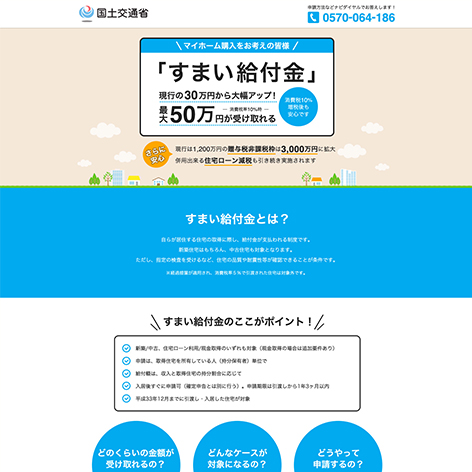 国土交通省
申請方法などナビダイヤルでお答えします！
0570-064-186
マイホーム購入をお考えの皆様
「すまい給付金」
現行の30万円から大幅アップ！
最大50万円が受け取れる
消費税率10%時
消費税10%
増税後も
安心です
さらに
安心
現行は1,200万円の贈与税非課税枠は3,000万円に拡大
併用出来る住宅ローン減税も引き続き実施されます
すまい給付金とは？
自らが居住する住宅の取得に際し、給付金が支払われる制度です。
新築住宅はもちろん、中古住宅も対象となります。
ただし、指定の検査を受けるなど、住宅の品質や耐震性等が確認できることが条件です。
※経過措置が適用され、消費税率5%で引渡された住宅は対象外です。
すまい給付金のここがポイント！
新築/中古、住宅ローン利用/現金取得のいずれも対象（現金取得の場合は追加要件あり）
申請は、取得住宅を所有している人（持分保有者）単位で
給付額は、収入と取得住宅の持分割合に応じて
入居後すぐに申請可（確定申告とは別に行う）。申請期限は引渡しから1年3ヶ月以内
平成33年12月までに引渡し・入居した住宅が対象
どのくらいの金額が
受け取れるの？
どんなケースが
対象になるの？
どうやって
申請するの？